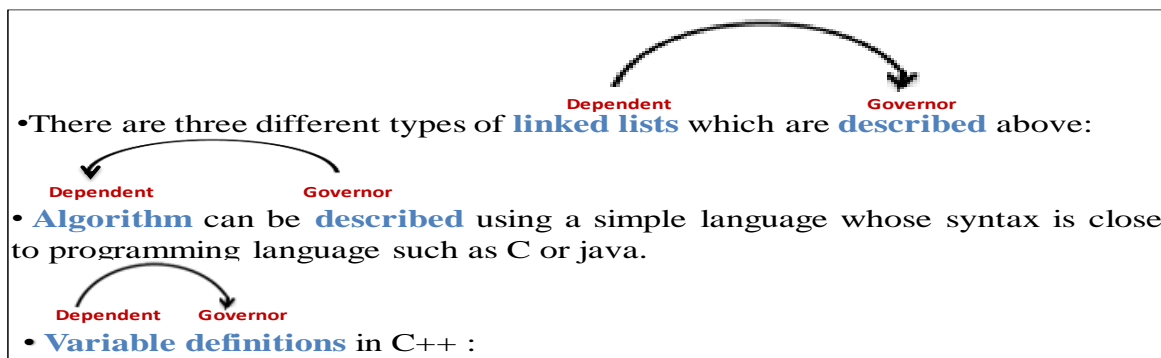 Dependent Governor
•There are three different types of linked lists which are described above:
Dependent Governor
• Algorithm can be described using a simple language whose syntax is close
to programming language such as C or java.
Dependent Governor
• Variable definitions in C++ :